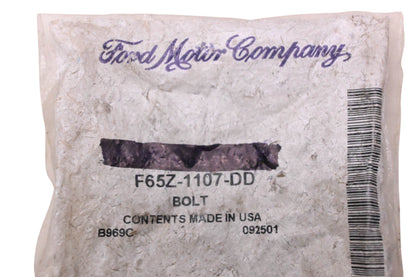 Ford Motor Company
F65Z-1107-DD
BOLT
CONTENTS MADE IN USA
B969C 092501